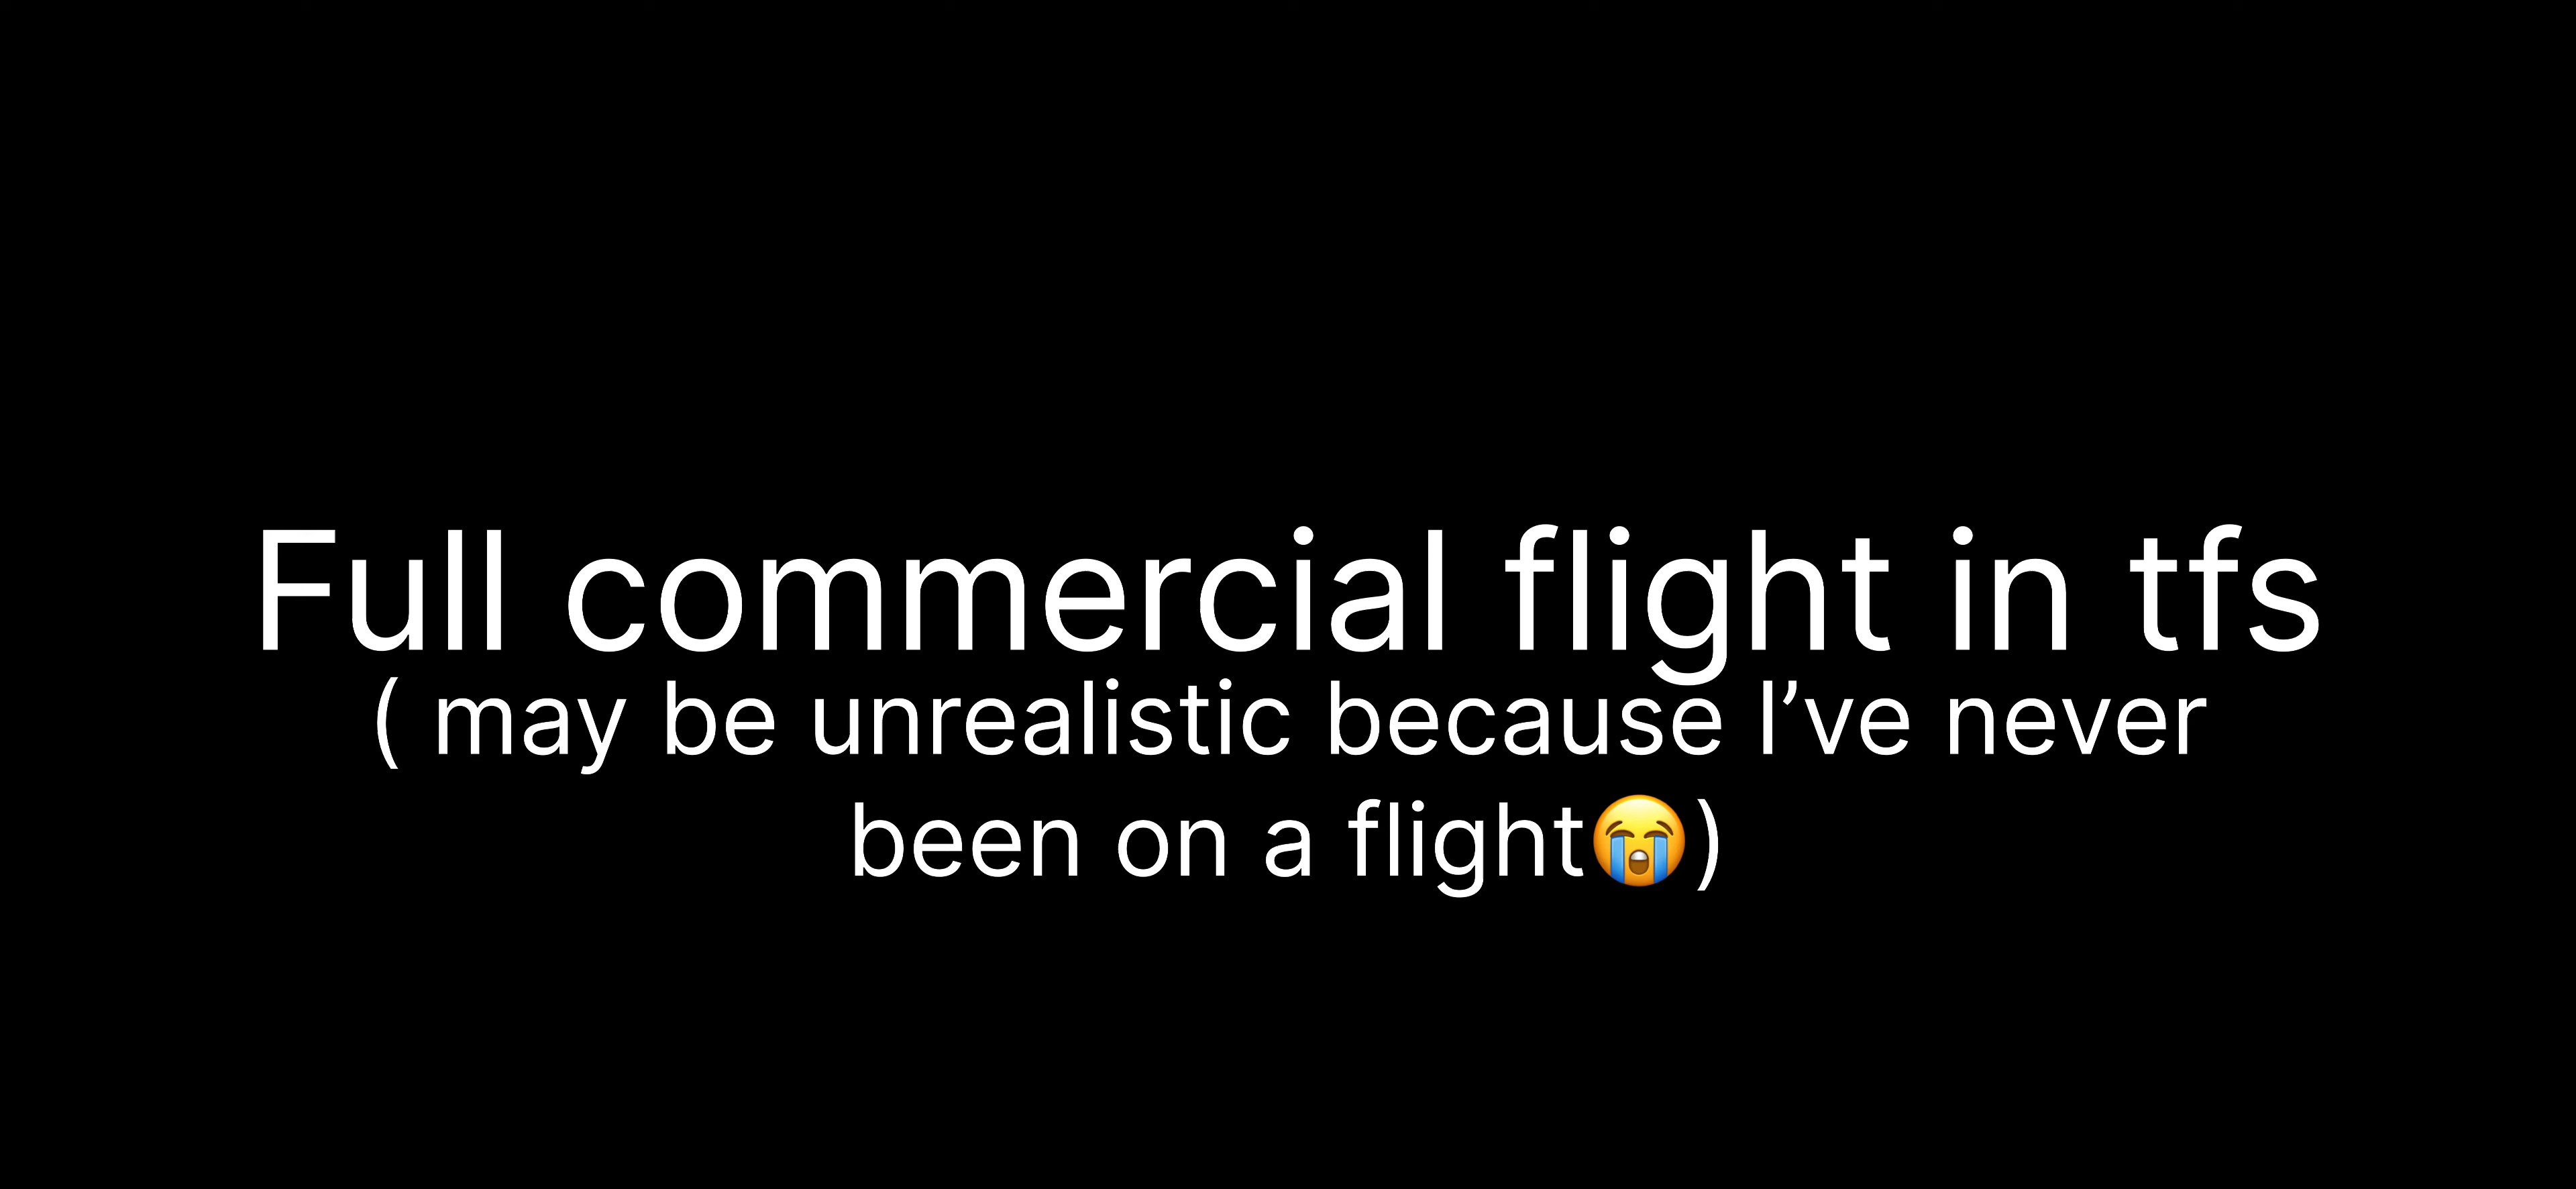 Full commercial flight in tfs
( may be unrealistic because I’ve never
been on a flight😭)